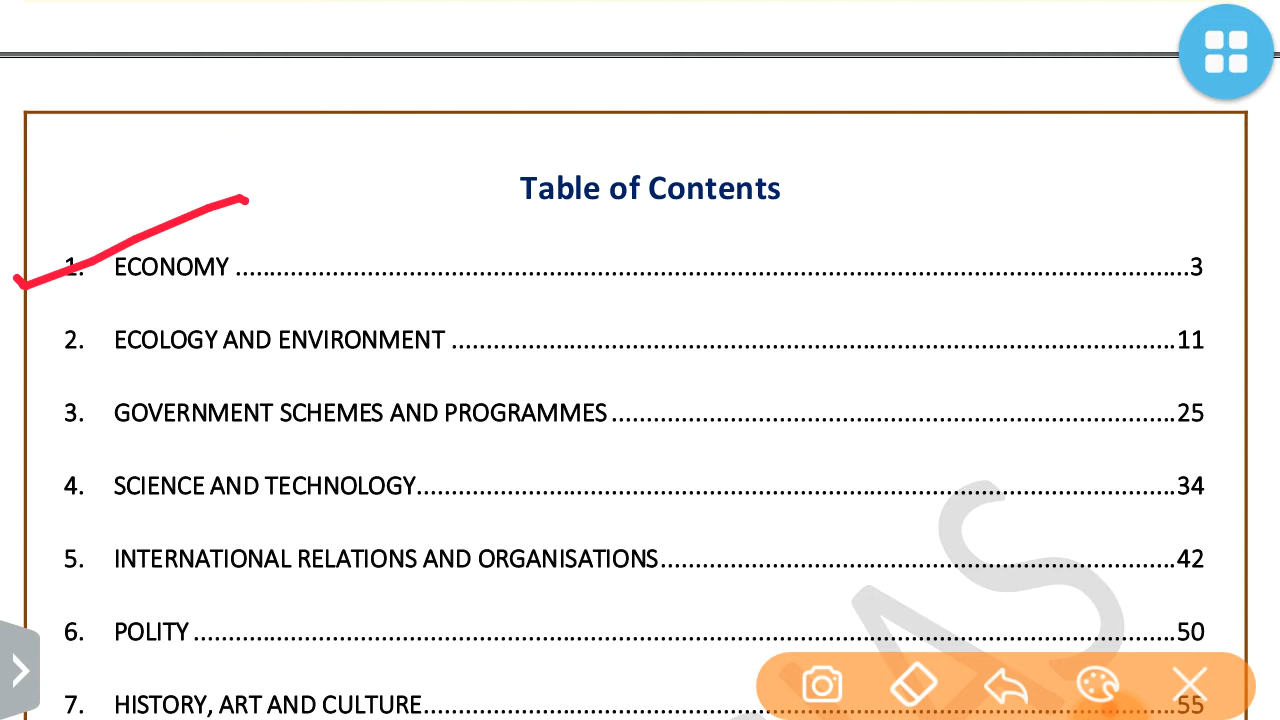 Table of Contents
1. ECONOMY ........................................................................................................................................3
2. ECOLOGY AND ENVIRONMENT ........................................................................................................11
3. GOVERNMENT SCHEMES AND PROGRAMMES ................................................................................25
4. SCIENCE AND TECHNOLOGY.............................................................................................................34
5. INTERNATIONAL RELATIONS AND ORGANISATIONS..........................................................................42
6. POLITY ............................................................................................................................................50
7. HISTORY, ART AND CULTURE............................................................................................................55